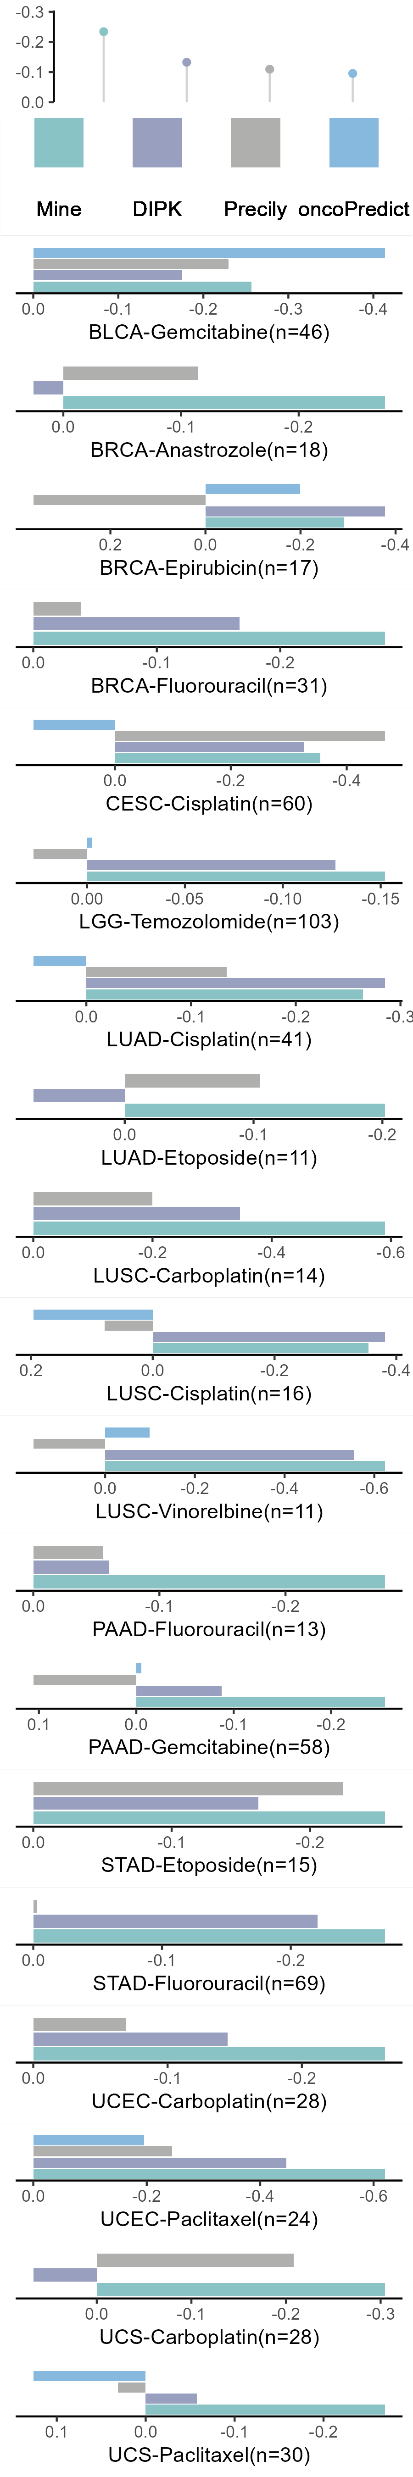 -0.3
-0.2
-0.1
0.0
Mine DIPK Precily oncoPredict
0.0 -0.1 -0.2 -0.3 -0.4
BLCA-Gemcitabine(n=46)
0.0 -0.1 -0.2
BRCA-Anastrozole(n=18)
0.2 0.0 -0.2 -0.4
BRCA-Epirubicin(n=17)
0.0 -0.1 -0.2
BRCA-Fluorouracil(n=31)
0.0 -0.2 -0.4
CESC-Cisplatin(n=60)
0.00 -0.05 -0.10 -0.15
LGG-Temozolomide(n=103)
0.0 -0.1 -0.2 -0.3
LUAD-Cisplatin(n=41)
0.0 -0.1 -0.2
LUAD-Etoposide(n=11)
0.0 -0.2 -0.4 -0.6
LUSC-Carboplatin(n=14)
0.2 0.0 -0.2 -0.4
LUSC-Cisplatin(n=16)
0.0 -0.2 -0.4 -0.6
LUSC-Vinorelbine(n=11)
0.0 -0.1 -0.2
PAAD-Fluorouracil(n=13)
0.1 0.0 -0.1 -0.2
PAAD-Gemcitabine(n=58)
0.0 -0.1 -0.2
STAD-Etoposide(n=15)
0.0 -0.1 -0.2
STAD-Fluorouracil(n=69)
0.0 -0.1 -0.2
UCEC-Carboplatin(n=28)
0.0 -0.2 -0.4 -0.6
UCEC-Paclitaxel(n=24)
0.0 -0.1 -0.2 -0.3
UCS-Carboplatin(n=28)
0.1 0.0 -0.1 -0.2
UCS-Paclitaxel(n=30)